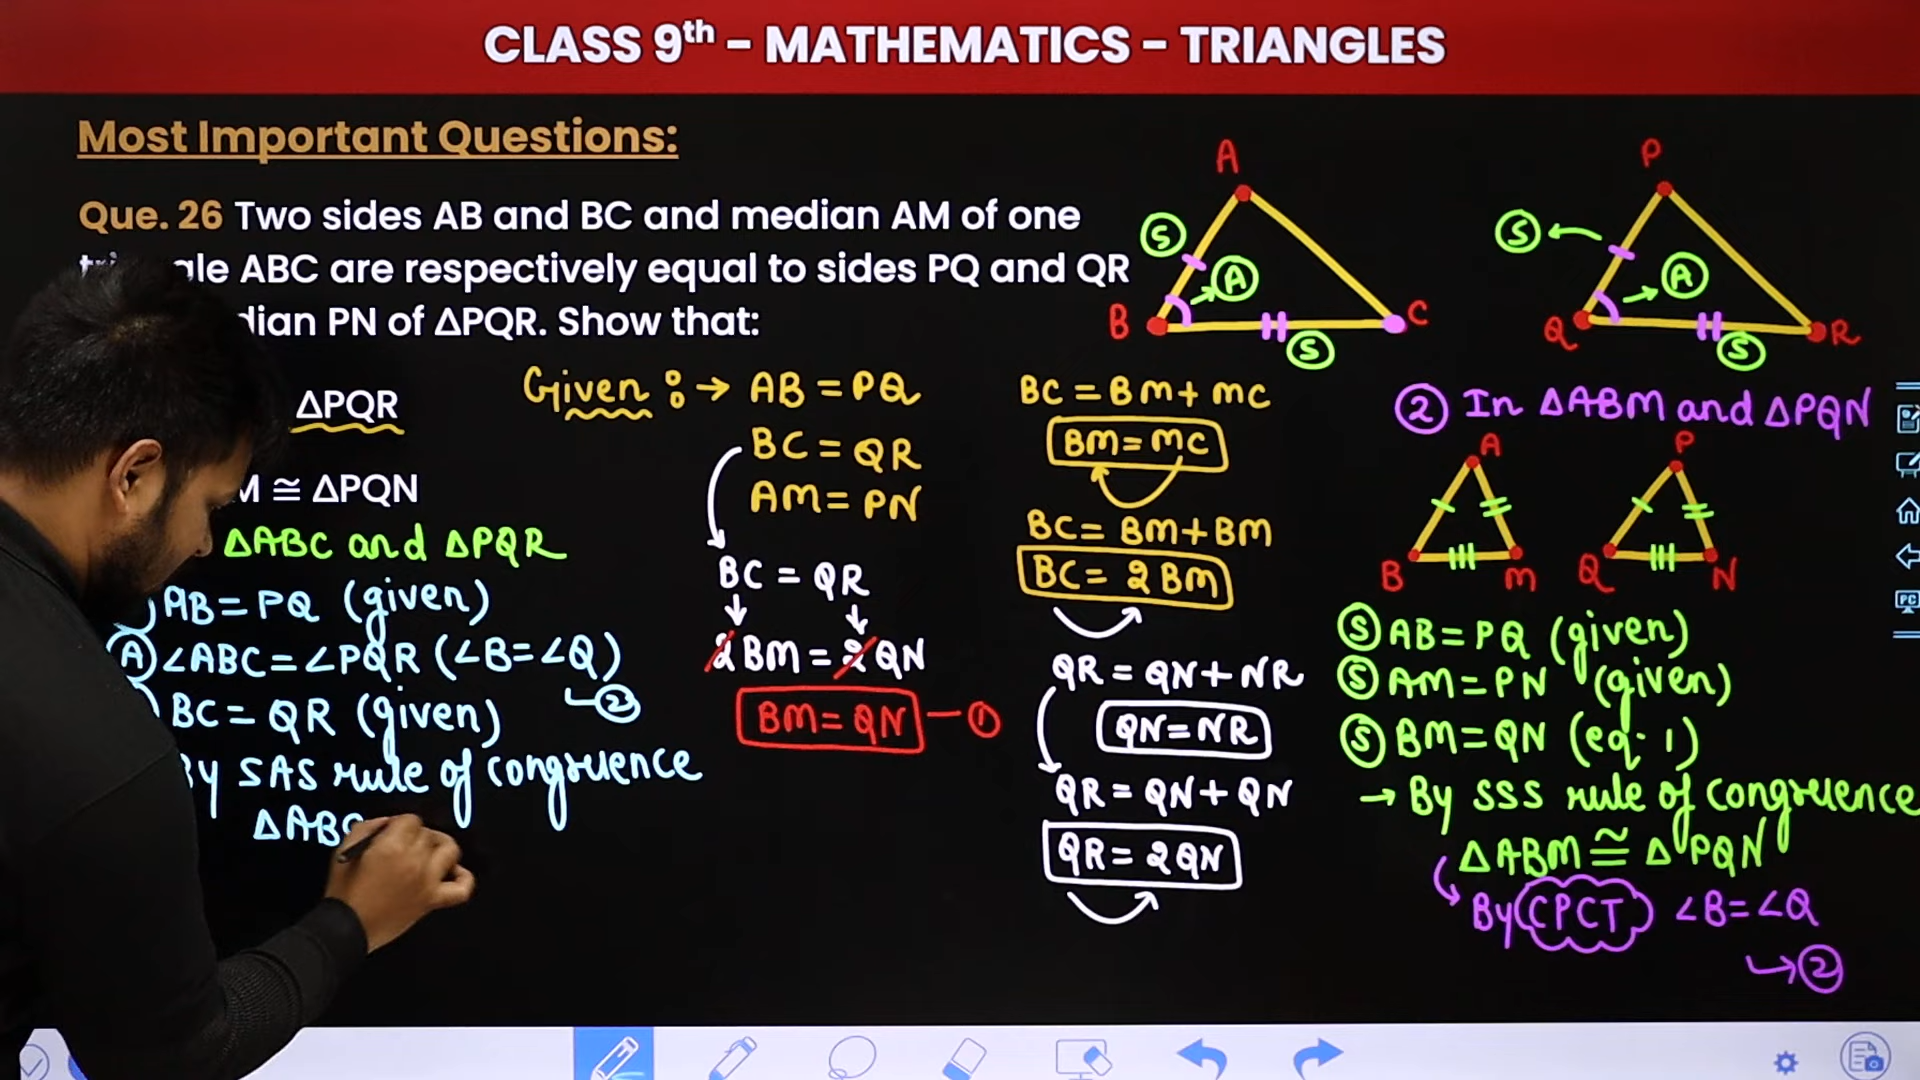 CLASS 9th - MATHEMATICS - TRIANGLES
Most Important Questions:
Que. 26 Two sides AB and BC and median AM of one
ABC are respectively equal to sides PQ and QR
PN of ΔPQR. Show that:
ΔPQR
M ≅ ΔPQN
ΔABC and ΔPQR
AB = PQ (given)
(A) ∠ABC = ∠PQR (∠B = ∠Q)
②
BC = QR (given)
By SAS rule of congruence
ΔABC
Given : → AB = PQ
BC = QR
AM = PN
BC = QR
2BM = 2QN
BM = QN — ①
BC = BM + MC
BM = MC
BC = BM + BM
BC = 2BM
QR = QN + NR
QN = NR
QR = QN + QN
QR = 2QN
A
S
A
B
C
S
P
S
A
Q
R
S
② In ΔABM and ΔPQN
A
P
B
M
Q
N
Ⓢ AB = PQ (given)
Ⓢ AM = PN (given)
Ⓢ BM = QN (eq. 1)
→ By SSS rule of congruence
ΔABM ≅ ΔPQN
By CPCT ∠B = ∠Q
→ ②
PC